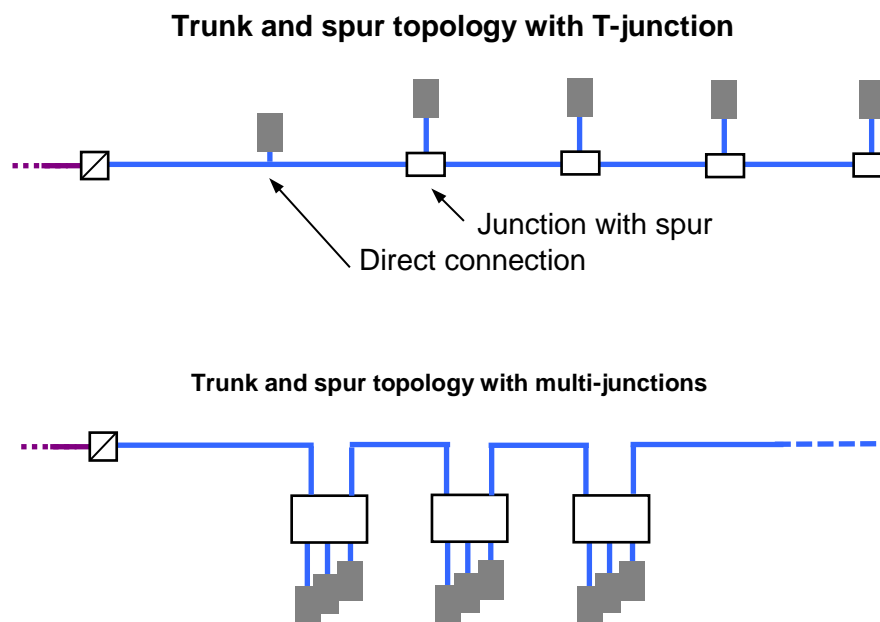 Trunk and spur topology with T-junction
Junction with spur
Direct connection
Trunk and spur topology with multi-junctions